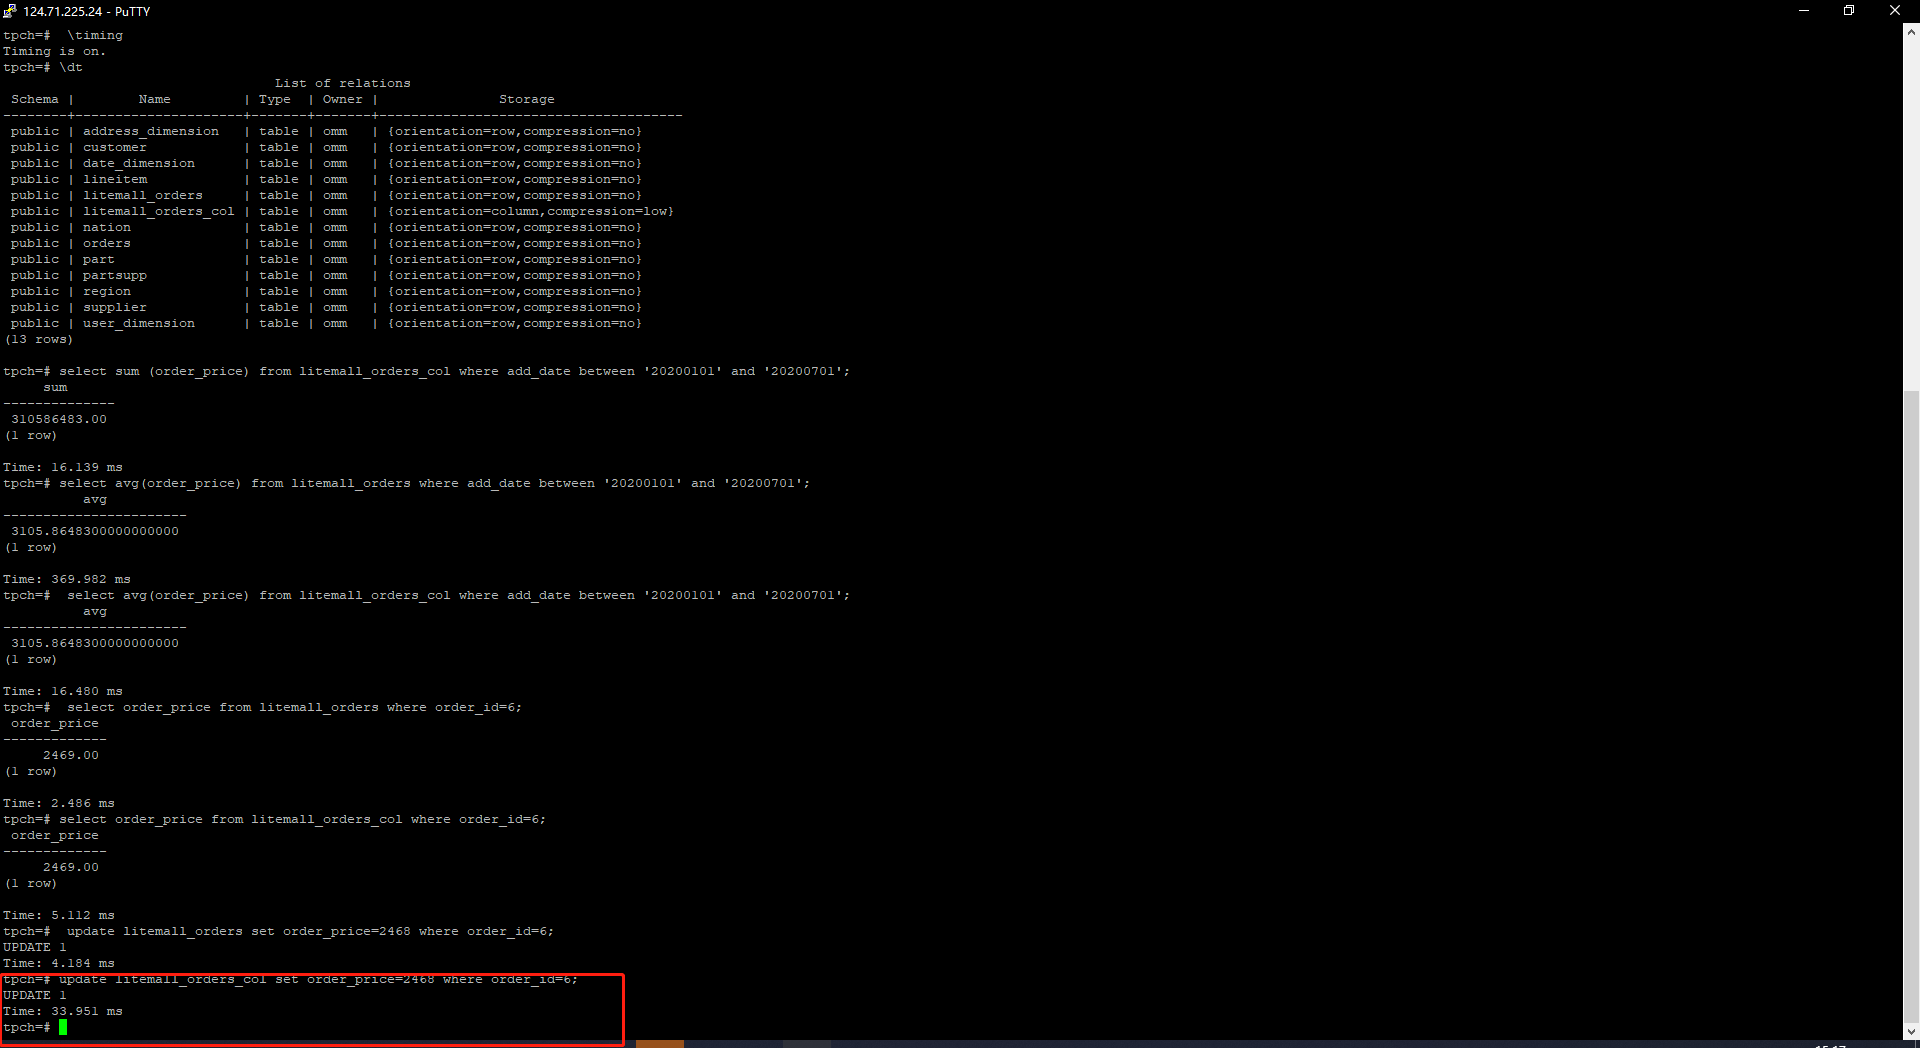 124.71.225.24 - PuTTY
tpch=#  \timing
Timing is on.
tpch=# \dt
                                  List of relations
 Schema |        Name         | Type  | Owner |               Storage
--------+---------------------+-------+-------+--------------------------------------
 public | address_dimension   | table | omm   | {orientation=row,compression=no}
 public | customer            | table | omm   | {orientation=row,compression=no}
 public | date_dimension      | table | omm   | {orientation=row,compression=no}
 public | lineitem            | table | omm   | {orientation=row,compression=no}
 public | litemall_orders     | table | omm   | {orientation=row,compression=no}
 public | litemall_orders_col | table | omm   | {orientation=column,compression=low}
 public | nation              | table | omm   | {orientation=row,compression=no}
 public | orders              | table | omm   | {orientation=row,compression=no}
 public | part                | table | omm   | {orientation=row,compression=no}
 public | partsupp            | table | omm   | {orientation=row,compression=no}
 public | region              | table | omm   | {orientation=row,compression=no}
 public | supplier            | table | omm   | {orientation=row,compression=no}
 public | user_dimension      | table | omm   | {orientation=row,compression=no}
(13 rows)
tpch=# select sum (order_price) from litemall_orders_col where add_date between '20200101' and '20200701';
     sum
--------------
 310586483.00
(1 row)
Time: 16.139 ms
tpch=# select avg(order_price) from litemall_orders where add_date between '20200101' and '20200701';
          avg
-----------------------
 3105.8648300000000000
(1 row)
Time: 369.982 ms
tpch=#  select avg(order_price) from litemall_orders_col where add_date between '20200101' and '20200701';
          avg
-----------------------
 3105.8648300000000000
(1 row)
Time: 16.480 ms
tpch=#  select order_price from litemall_orders where order_id=6;
 order_price
-------------
     2469.00
(1 row)
Time: 2.486 ms
tpch=# select order_price from litemall_orders_col where order_id=6;
 order_price
-------------
     2469.00
(1 row)
Time: 5.112 ms
tpch=#  update litemall_orders set order_price=2468 where order_id=6;
UPDATE 1
Time: 4.184 ms
tpch=# update litemall_orders_col set order_price=2468 where order_id=6;
UPDATE 1
Time: 33.951 ms
tpch=#